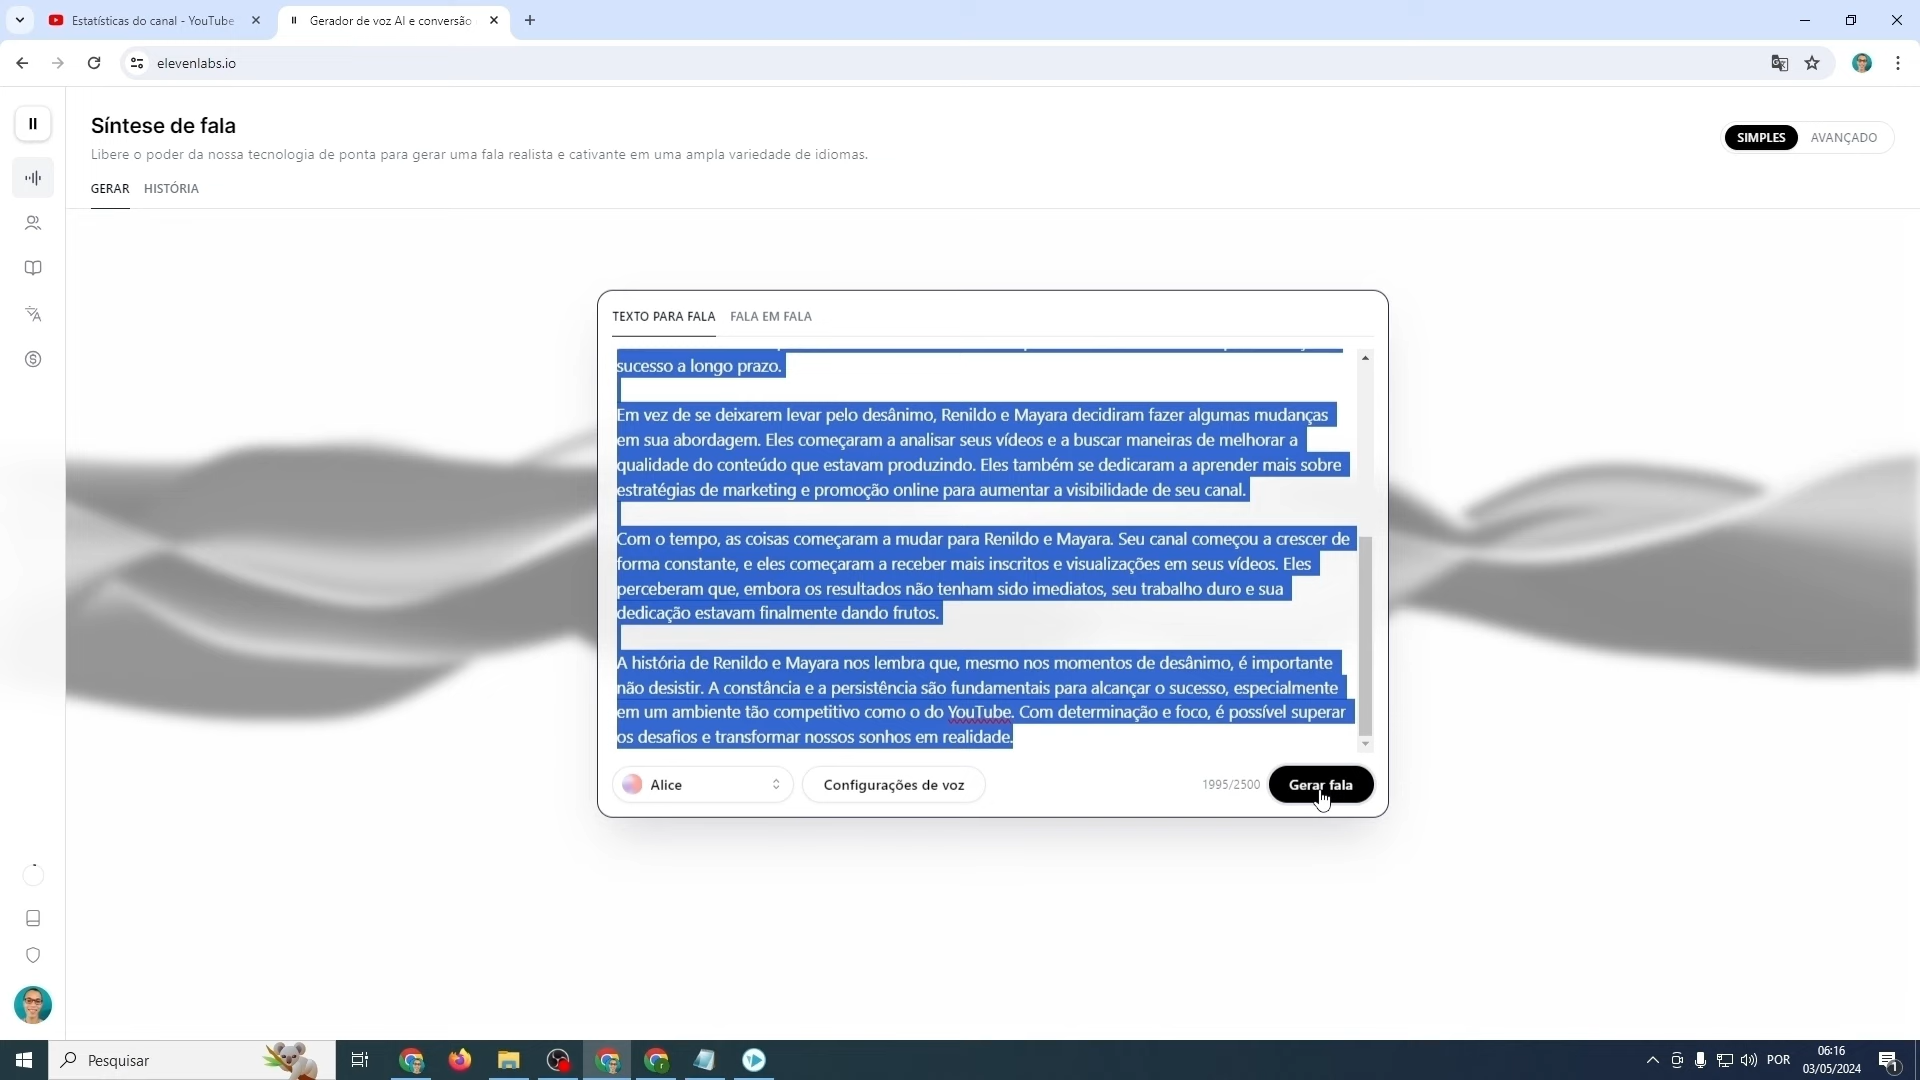 Estatísticas do canal - YouTube
Gerador de voz AI e conversão
elevenlabs.io
Síntese de fala
Libere o poder da nossa tecnologia de ponta para gerar uma fala realista e cativante em uma ampla variedade de idiomas.
SIMPLES
AVANÇADO
GERAR
HISTÓRIA
TEXTO PARA FALA
FALA EM FALA
sucesso a longo prazo.
Em vez de se deixarem levar pelo desânimo, Renildo e Mayara decidiram fazer algumas mudanças
em sua abordagem. Eles começaram a analisar seus vídeos e a buscar maneiras de melhorar a
qualidade do conteúdo que estavam produzindo. Eles também se dedicaram a aprender mais sobre
estratégias de marketing e promoção online para aumentar a visibilidade de seu canal.
Com o tempo, as coisas começaram a mudar para Renildo e Mayara. Seu canal começou a crescer de
forma constante, e eles começaram a receber mais inscritos e visualizações em seus vídeos. Eles
perceberam que, embora os resultados não tenham sido imediatos, seu trabalho duro e sua
dedicação estavam finalmente dando frutos.
A história de Renildo e Mayara nos lembra que, mesmo nos momentos de desânimo, é importante
não desistir. A constância e a persistência são fundamentais para alcançar o sucesso, especialmente
em um ambiente tão competitivo como o do YouTube. Com determinação e foco, é possível superar
os desafios e transformar nossos sonhos em realidade.
Alice
Configurações de voz
1995/2500
Gerar fala
Pesquisar
POR
06:16
03/05/2024
1